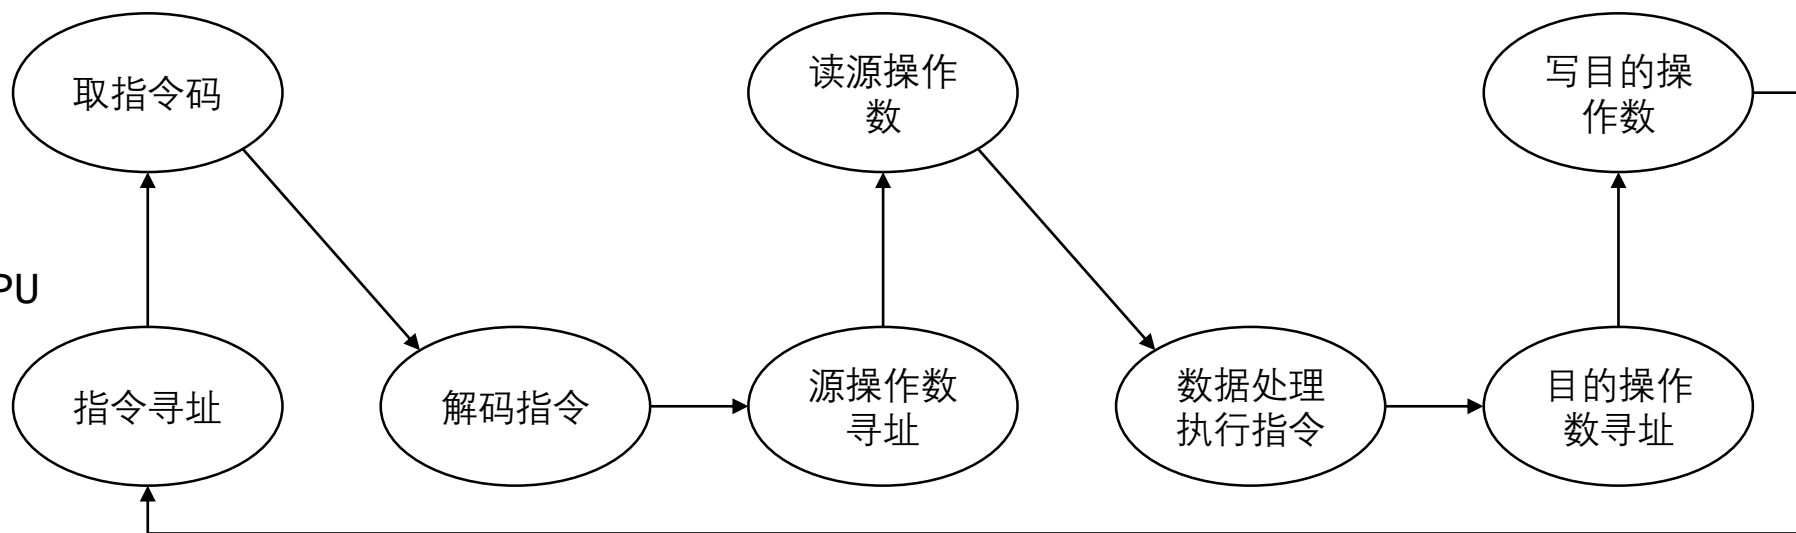 取指令码
读源操作
数
写目的操
作数
PU
指令寻址
解码指令
源操作数
寻址
数据处理
执行指令
目的操作
数寻址